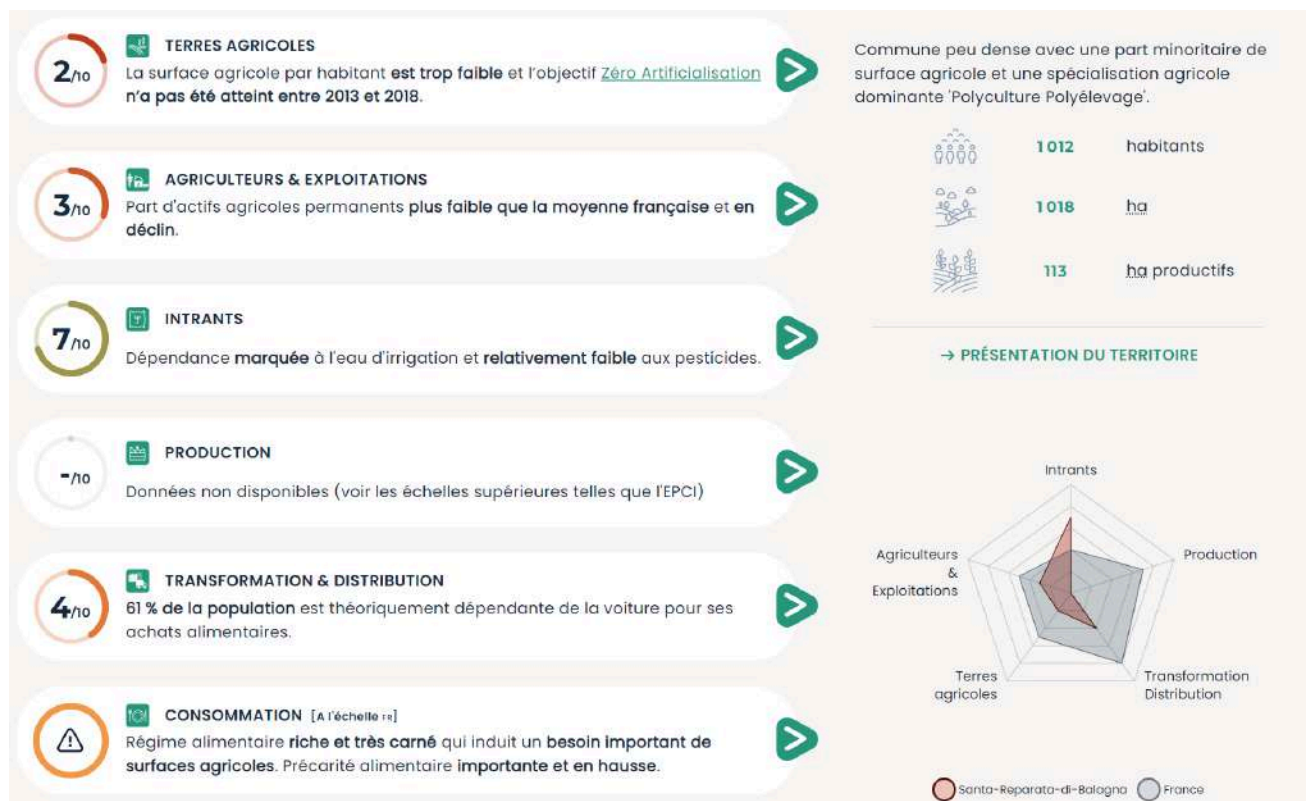 2/10
TERRES AGRICOLES
La surface agricole par habitant est trop faible et l'objectif Zéro Artificialisation
n'a pas été atteint entre 2013 et 2018.
3/10
AGRICULTEURS & EXPLOITATIONS
Part d'actifs agricoles permanents plus faible que la moyenne française et en
déclin.
7/10
INTRANTS
Dépendance marquée à l'eau d'irrigation et relativement faible aux pesticides.
-/10
PRODUCTION
Données non disponibles (voir les échelles supérieures telles que l'EPCI)
4/10
TRANSFORMATION & DISTRIBUTION
61 % de la population est théoriquement dépendante de la voiture pour ses
achats alimentaires.
CONSOMMATION [A l'échelle FR]
Régime alimentaire riche et très carné qui induit un besoin important de
surfaces agricoles. Précarité alimentaire importante et en hausse.
Commune peu dense avec une part minoritaire de
surface agricole et une spécialisation agricole
dominante 'Polyculture Polyélevage'.
1 012 habitants
1 018 ha
113 ha productifs
→ PRÉSENTATION DU TERRITOIRE
Intrants
Production
Transformation
Distribution
Terres
agricoles
Agriculteurs
&
Exploitations
Santa-Reparata-di-Balagna
France